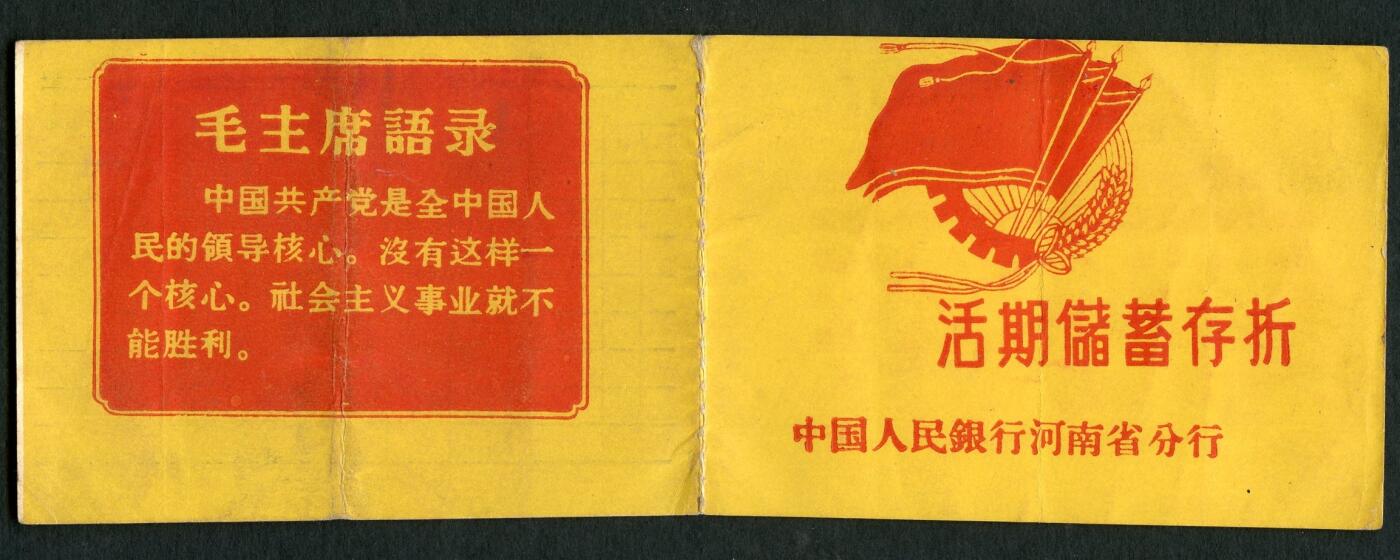 毛主席語录
中国共产党是全中国人
民的領导核心。沒有这样一
个核心。社会主义事业就不
能胜利。
活期儲蓄存折
中国人民銀行河南省分行